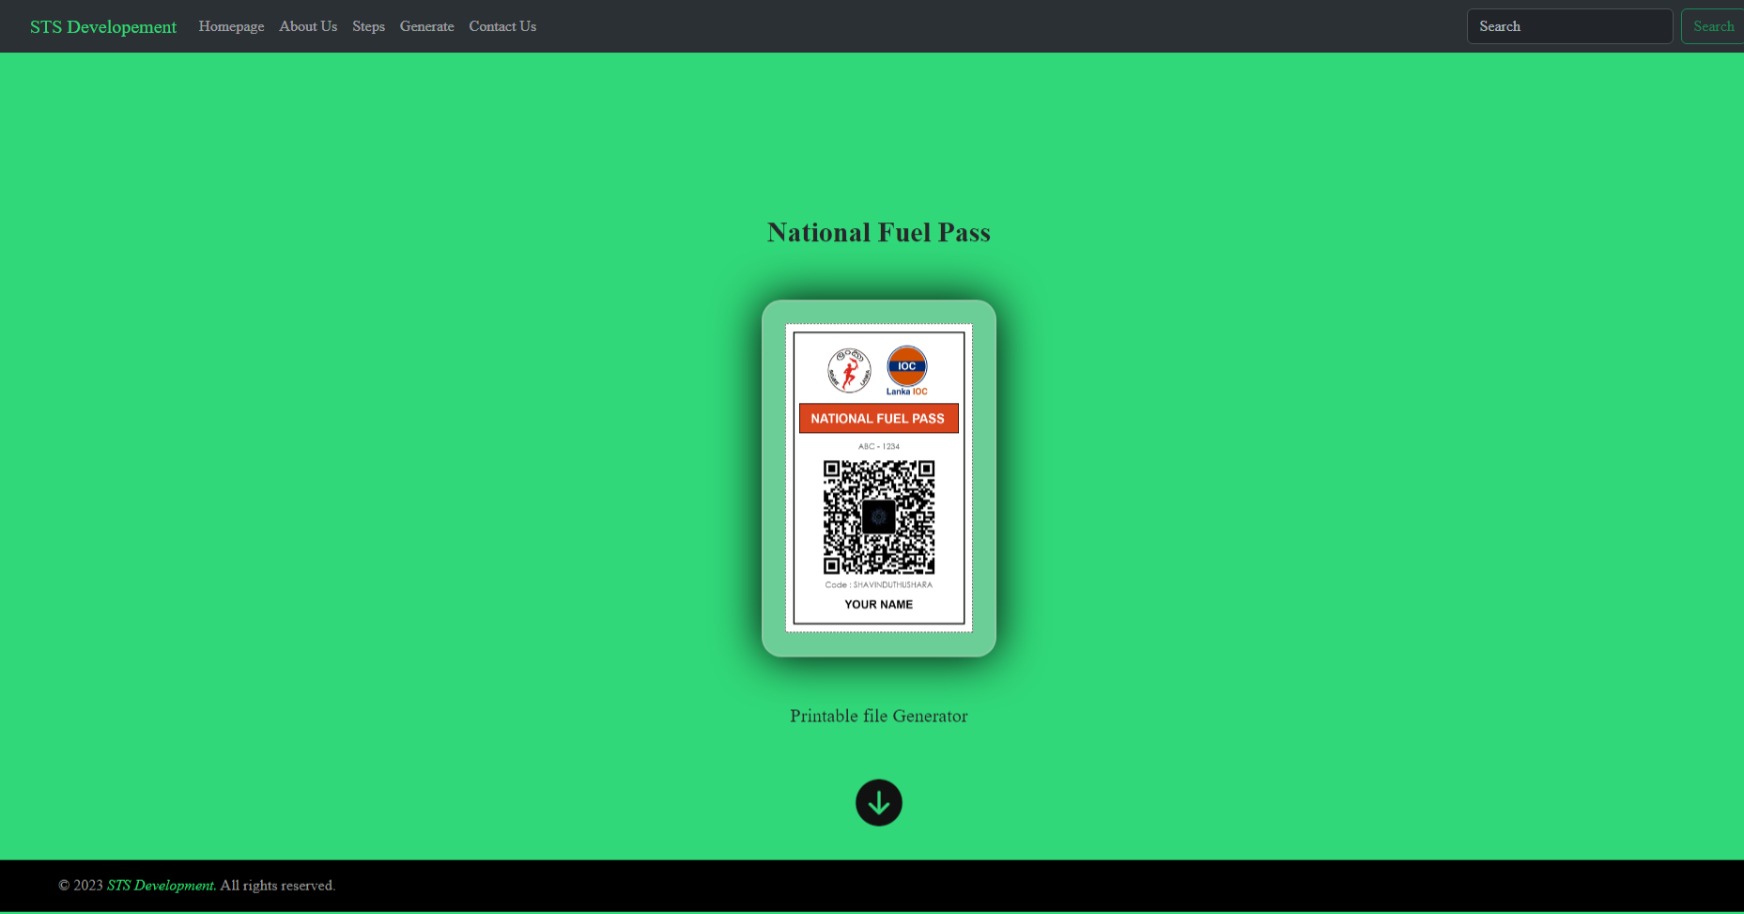 STS Developement Homepage About Us Steps Generate Contact Us Search Search
National Fuel Pass
IOC
Lanka IOC
NATIONAL FUEL PASS
ABC - 1234
Code : SHAVINDUTHUSHARA
YOUR NAME
Printable file Generator
© 2023 STS Development. All rights reserved.